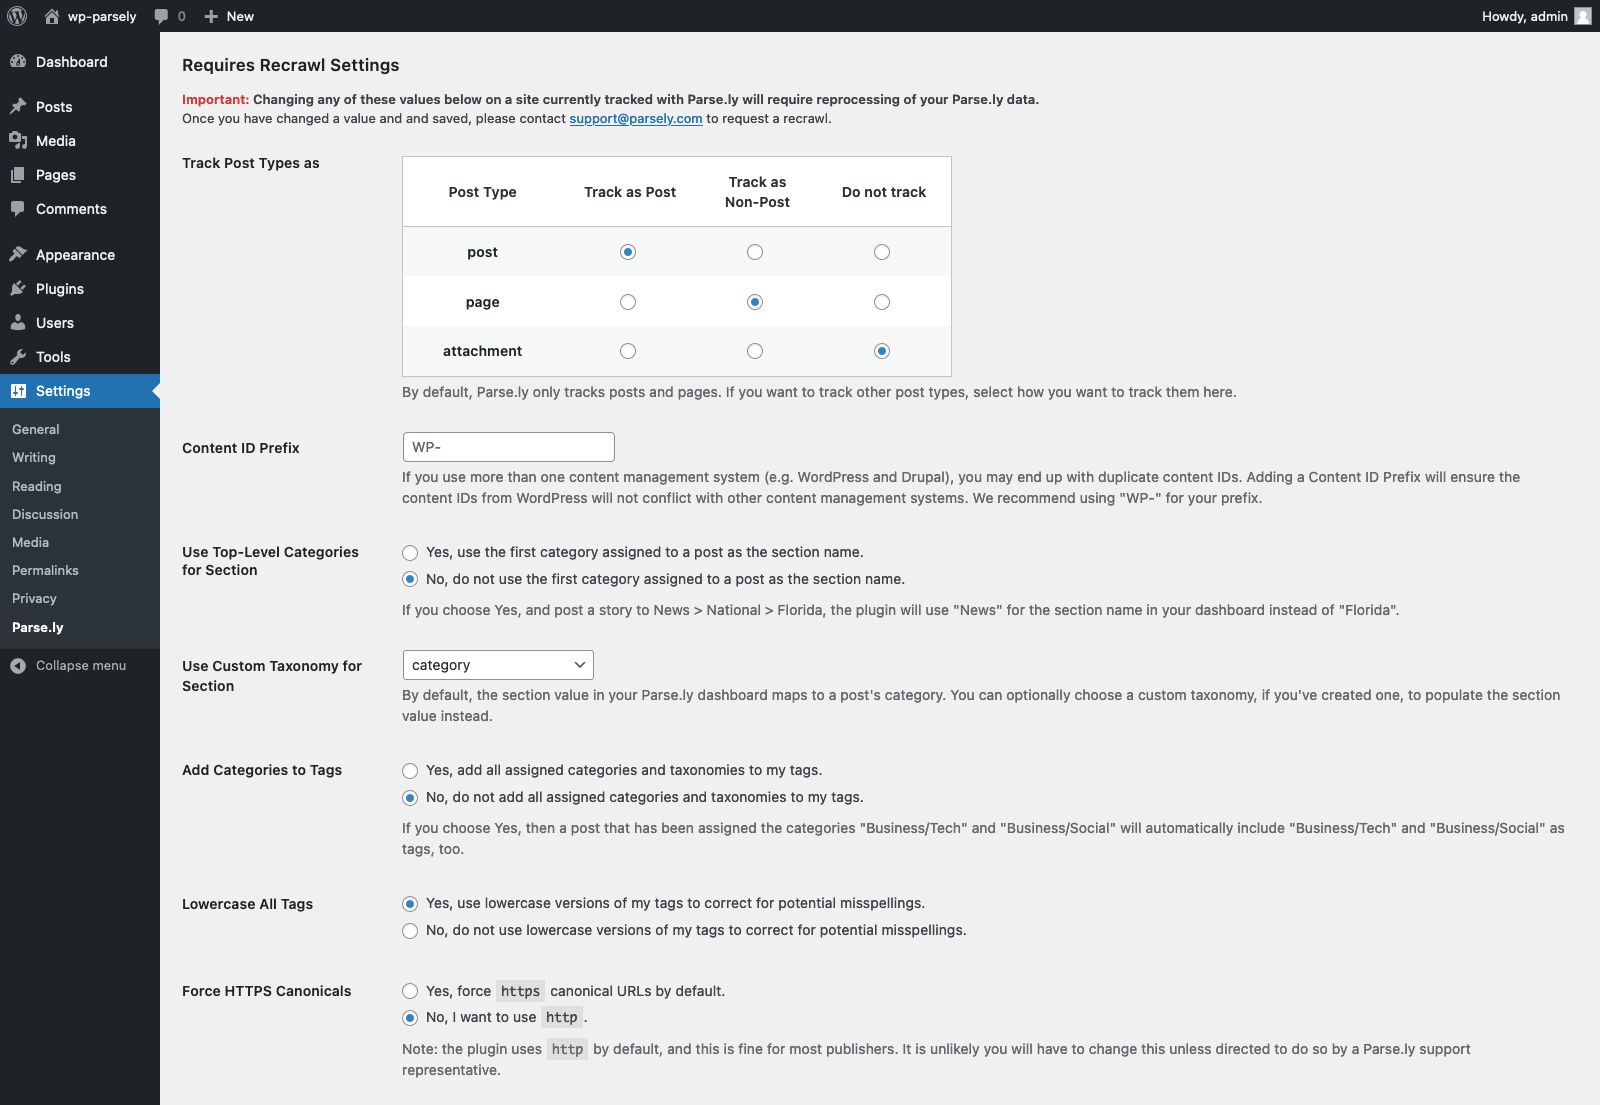 wp-parsely 0 New Howdy, admin
Dashboard
Posts
Media
Pages
Comments
Appearance
Plugins
Users
Tools
Settings
General
Writing
Reading
Discussion
Media
Permalinks
Privacy
Parse.ly
Collapse menu
Requires Recrawl Settings
Important: Changing any of these values below on a site currently tracked with Parse.ly will require reprocessing of your Parse.ly data.
Once you have changed a value and and saved, please contact support@parsely.com to request a recrawl.
Track Post Types as
Post Type Track as Post Track as Non-Post Do not track
post
page
attachment
By default, Parse.ly only tracks posts and pages. If you want to track other post types, select how you want to track them here.
Content ID Prefix
WP-
If you use more than one content management system (e.g. WordPress and Drupal), you may end up with duplicate content IDs. Adding a Content ID Prefix will ensure the
content IDs from WordPress will not conflict with other content management systems. We recommend using "WP-" for your prefix.
Use Top-Level Categories
for Section
Yes, use the first category assigned to a post as the section name.
No, do not use the first category assigned to a post as the section name.
If you choose Yes, and post a story to News > National > Florida, the plugin will use "News" for the section name in your dashboard instead of "Florida".
Use Custom Taxonomy for
Section
category
By default, the section value in your Parse.ly dashboard maps to a post's category. You can optionally choose a custom taxonomy, if you've created one, to populate the section
value instead.
Add Categories to Tags
Yes, add all assigned categories and taxonomies to my tags.
No, do not add all assigned categories and taxonomies to my tags.
If you choose Yes, then a post that has been assigned the categories "Business/Tech" and "Business/Social" will automatically include "Business/Tech" and "Business/Social" as
tags, too.
Lowercase All Tags
Yes, use lowercase versions of my tags to correct for potential misspellings.
No, do not use lowercase versions of my tags to correct for potential misspellings.
Force HTTPS Canonicals
Yes, force https canonical URLs by default.
No, I want to use http .
Note: the plugin uses http by default, and this is fine for most publishers. It is unlikely you will have to change this unless directed to do so by a Parse.ly support
representative.